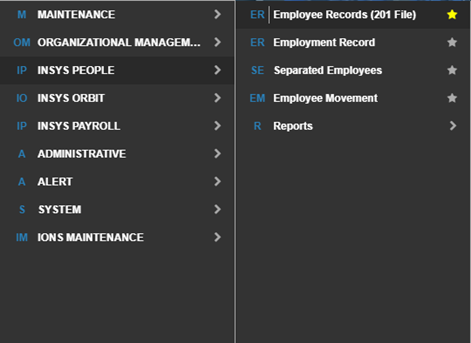 M MAINTENANCE
OM ORGANIZATIONAL MANAGEM...
IP INSYS PEOPLE
IO INSYS ORBIT
IP INSYS PAYROLL
A ADMINISTRATIVE
A ALERT
S SYSTEM
IM IONS MAINTENANCE
ER Employee Records (201 File)
ER Employment Record
SE Separated Employees
EM Employee Movement
R Reports